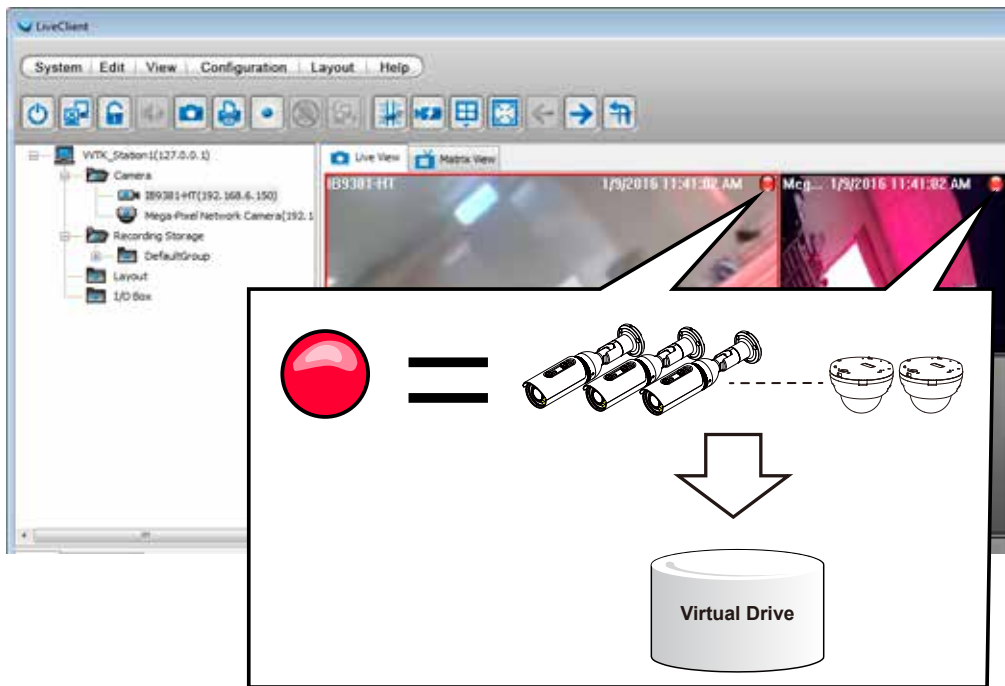 LiveClient
System Edit View Configuration Layout Help
VVTK_Station1(127.0.0.1)
Camera
IB9381-HT(192.168.6.150)
Mega-Pixel Network Camera(192.1
Recording Storage
DefaultGroup
Layout
I/O Box
Live View Matrix View
IB9381-HT 1/9/2016 11:41:02 AM Meg... 1/9/2016 11:41:02 AM
Virtual Drive